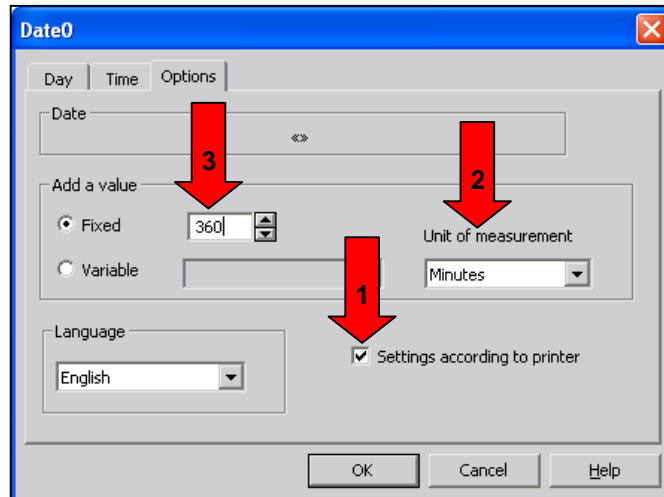 Date0
Day Time Options
Date
«»
3
Add a value
2
Fixed 360 Unit of measurement
Variable Minutes
1
Language
Settings according to printer
English
OK Cancel Help